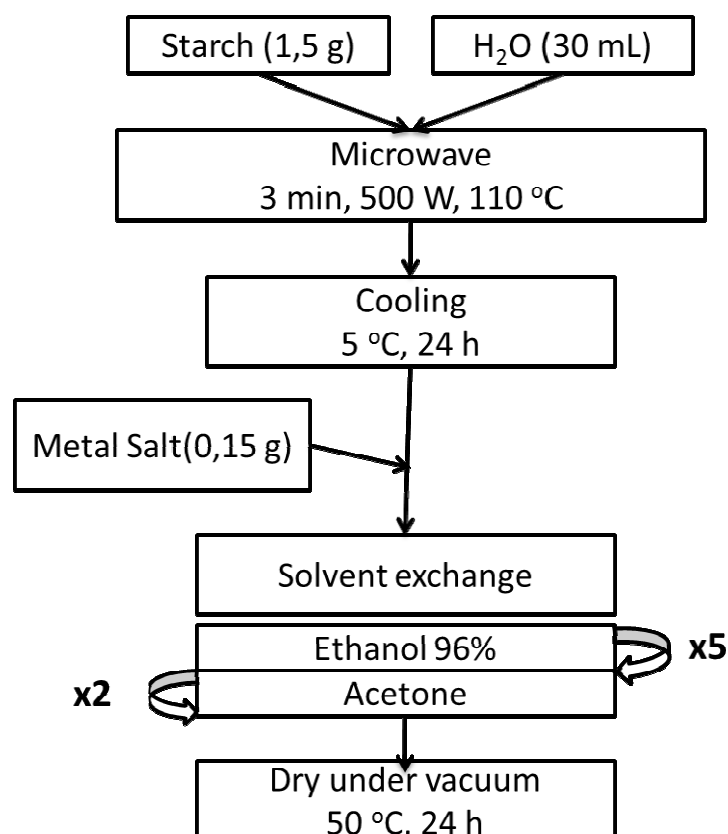 Starch (1,5 g)
H₂O (30 mL)
Microwave
3 min, 500 W, 110 °C
Cooling
5 °C, 24 h
Metal Salt(0,15 g)
Solvent exchange
Ethanol 96%
x5
x2
Acetone
Dry under vacuum
50 °C, 24 h